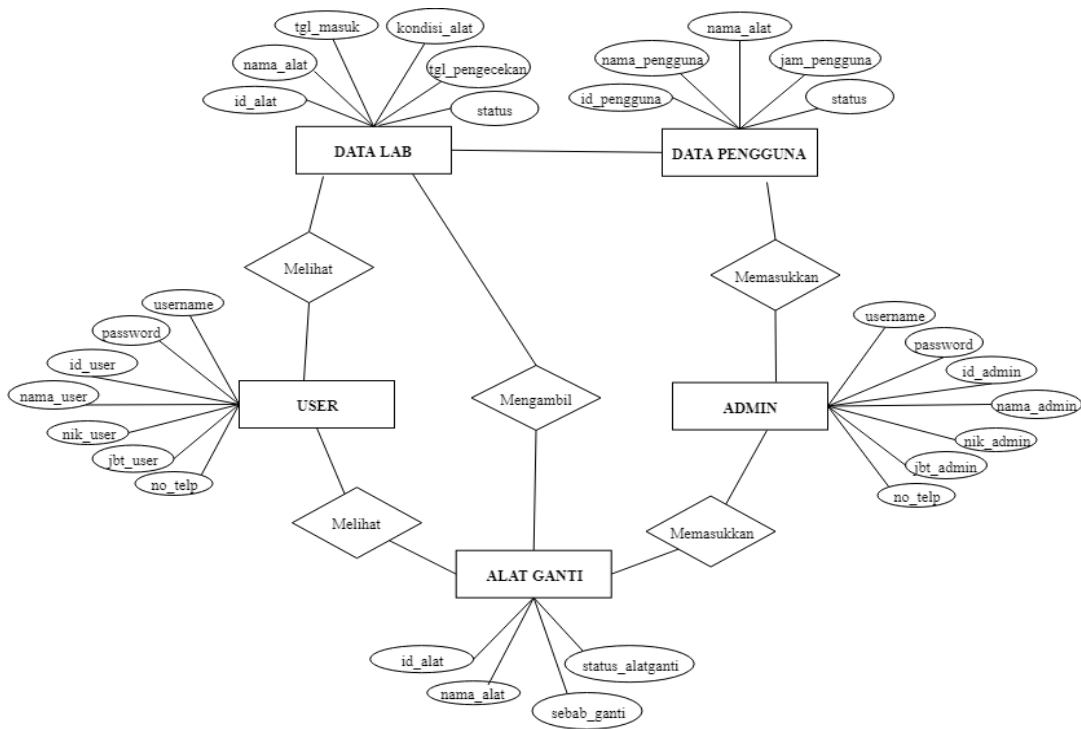 tgl_masuk
kondisi_alat
nama_alat
tgl_pengecekan
id_alat
status
DATA LAB
nama_alat
nama_pengguna
jam_pengguna
id_pengguna
status
DATA PENGGUNA
Melihat
Memasukkan
username
password
id_user
nama_user
nik_user
jbt_user
no_telp
USER
Mengambil
username
password
id_admin
nama_admin
nik_admin
jbt_admin
no_telp
ADMIN
Melihat
Memasukkan
ALAT GANTI
id_alat
nama_alat
status_alatganti
sebab_ganti